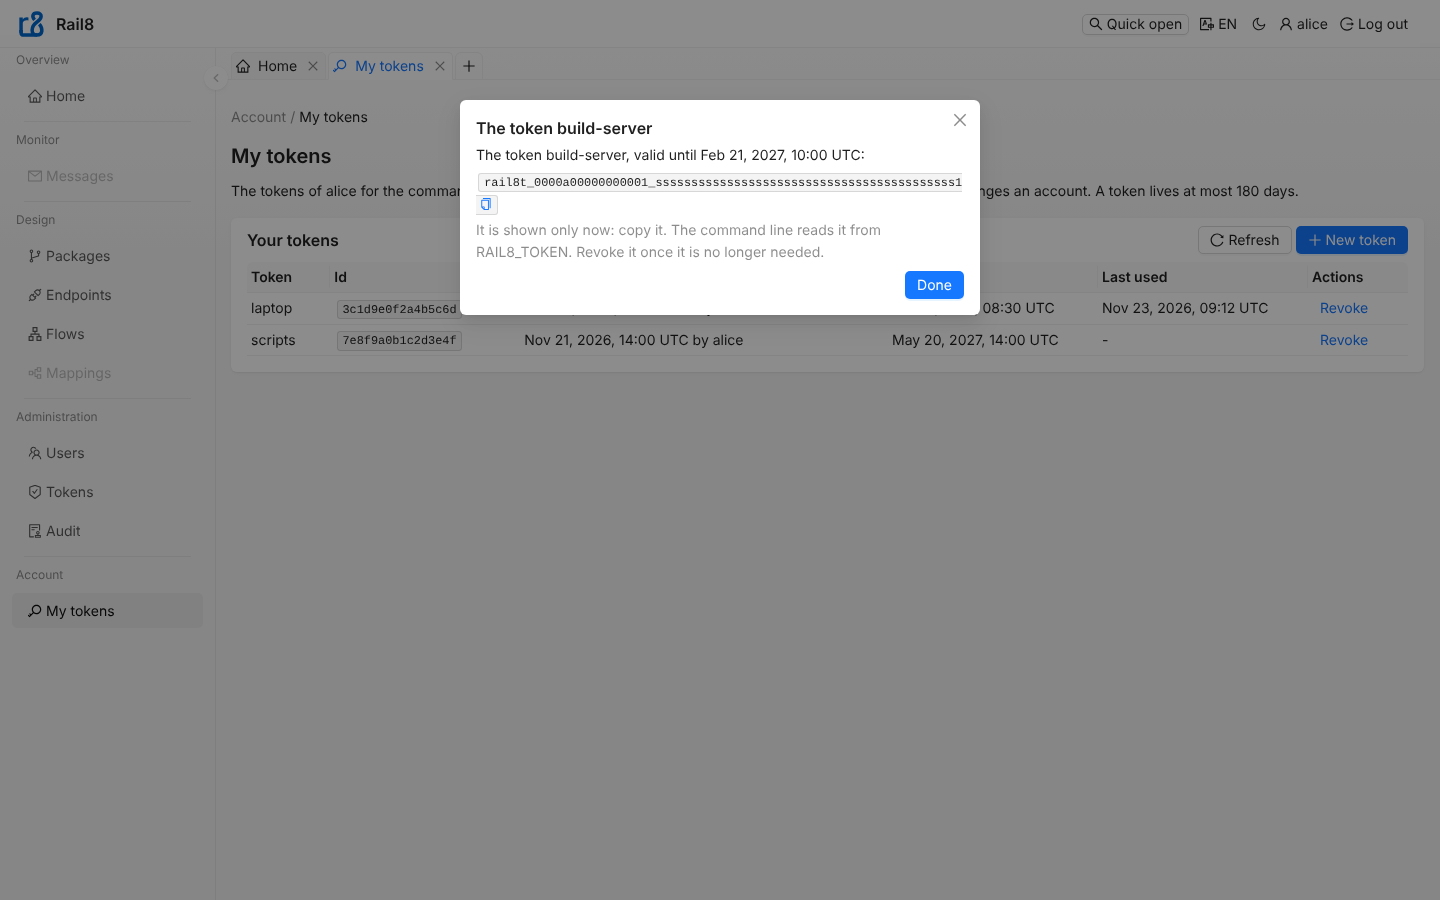 Rail8
Quick open EN alice Log out
Overview
Home
Monitor
Messages
Design
Packages
Endpoints
Flows
Mappings
Administration
Users
Tokens
Audit
Account
My tokens
Home My tokens
Account / My tokens
My tokens
The tokens of alice for the nges an account. A token lives at most 180 days.
Your tokens
Refresh New token
Token Id Last used Actions
laptop 3c1d9e0f2a4b5c6d 08:30 UTC Nov 23, 2026, 09:12 UTC Revoke
scripts 7e8f9a0b1c2d3e4f Nov 21, 2026, 14:00 UTC by alice May 20, 2027, 14:00 UTC - Revoke
The token build-server
The token build-server, valid until Feb 21, 2027, 10:00 UTC:
rail8t_0000a00000000001_ssssssssssssssssssssssssssssssssssssssssss1
It is shown only now: copy it. The command line reads it from
RAIL8_TOKEN. Revoke it once it is no longer needed.
Done